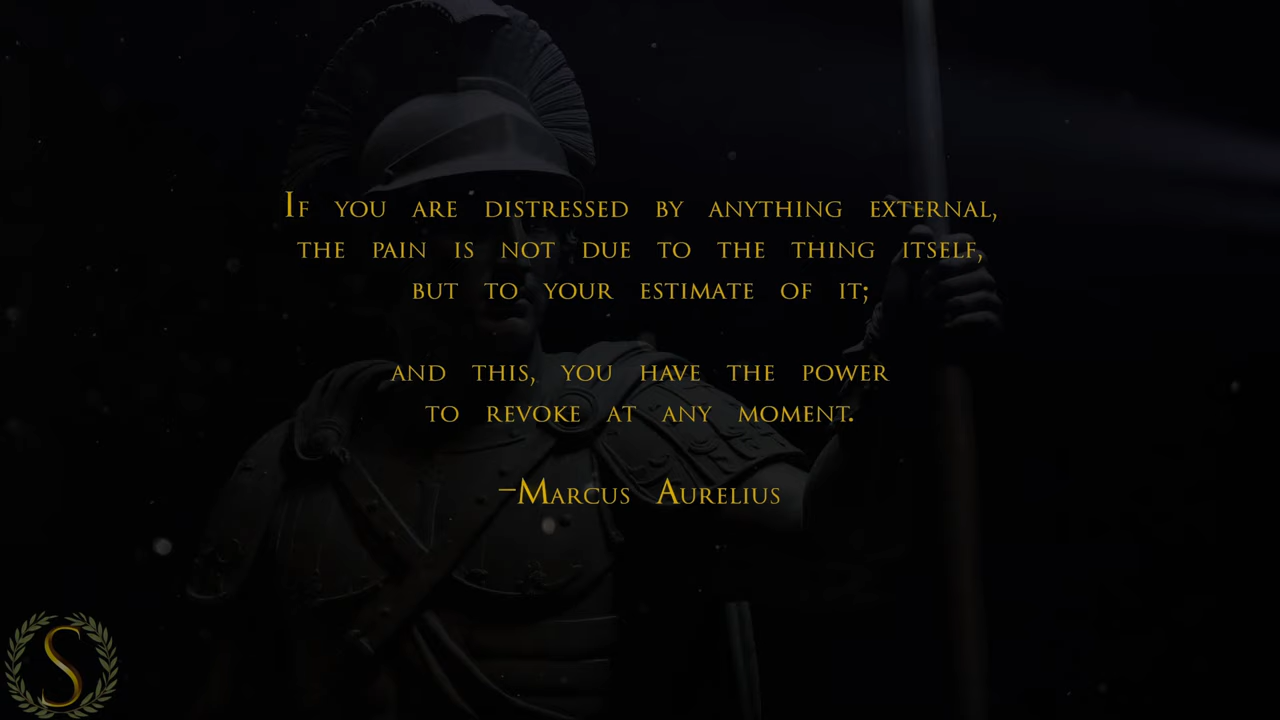 If you are distressed by anything external,
the pain is not due to the thing itself,
but to your estimate of it;
and this, you have the power
to revoke at any moment.
–Marcus Aurelius
S